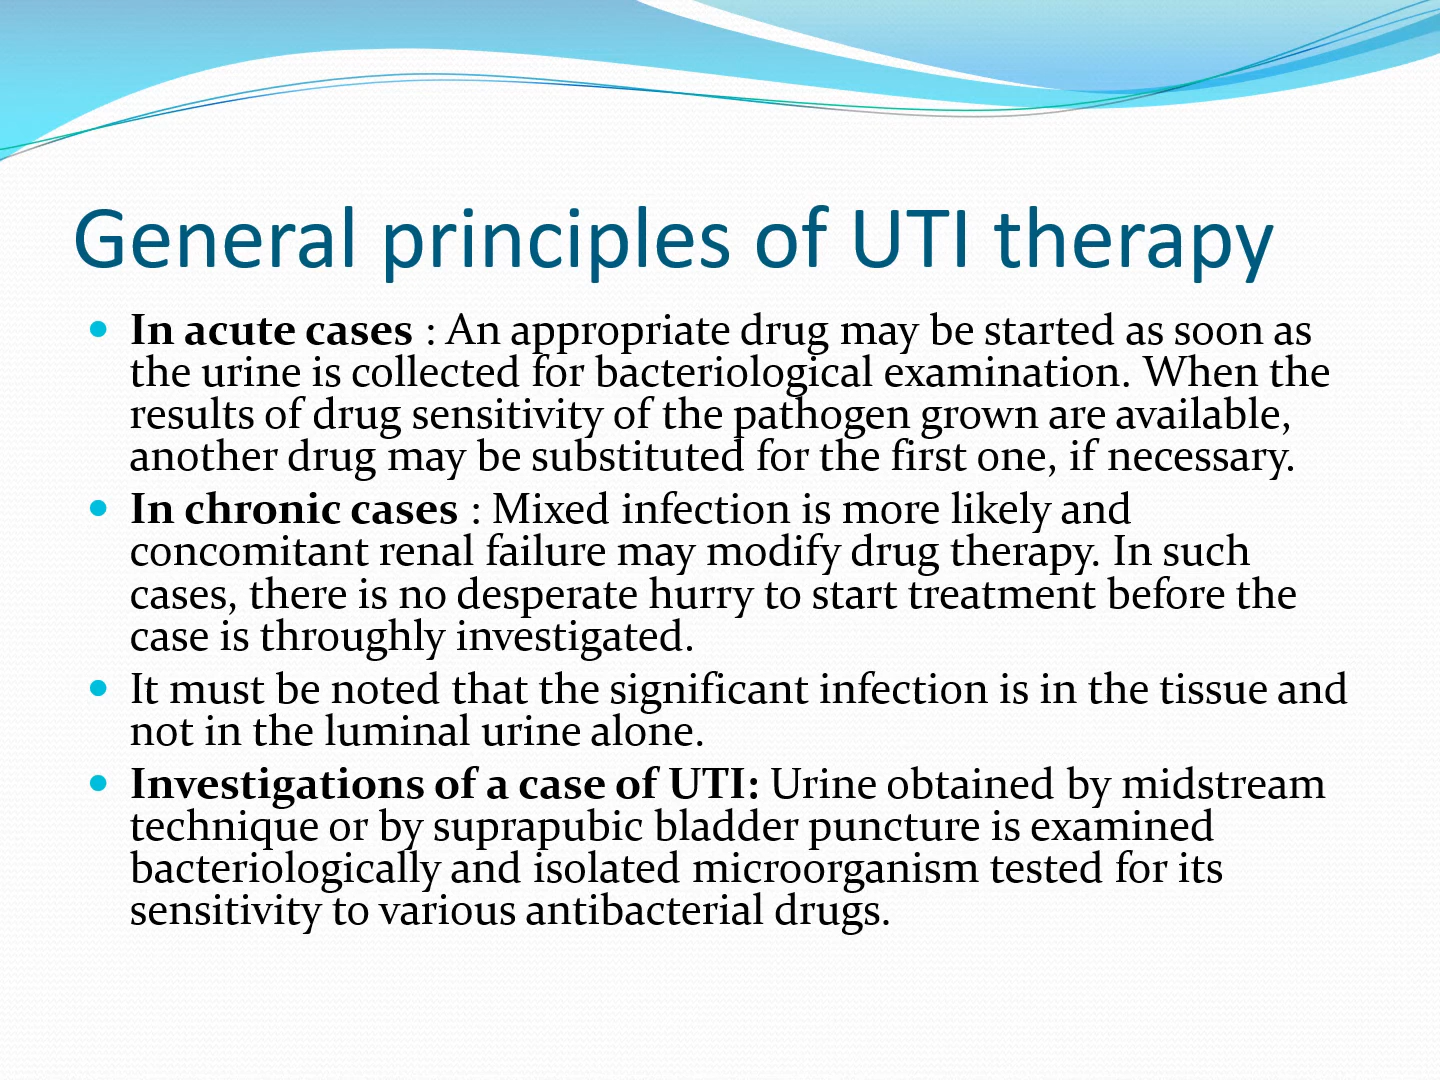 General principles of UTI therapy
• In acute cases : An appropriate drug may be started as soon as
the urine is collected for bacteriological examination. When the
results of drug sensitivity of the pathogen grown are available,
another drug may be substituted for the first one, if necessary.
• In chronic cases : Mixed infection is more likely and
concomitant renal failure may modify drug therapy. In such
cases, there is no desperate hurry to start treatment before the
case is throughly investigated.
• It must be noted that the significant infection is in the tissue and
not in the luminal urine alone.
• Investigations of a case of UTI: Urine obtained by midstream
technique or by suprapubic bladder puncture is examined
bacteriologically and isolated microorganism tested for its
sensitivity to various antibacterial drugs.